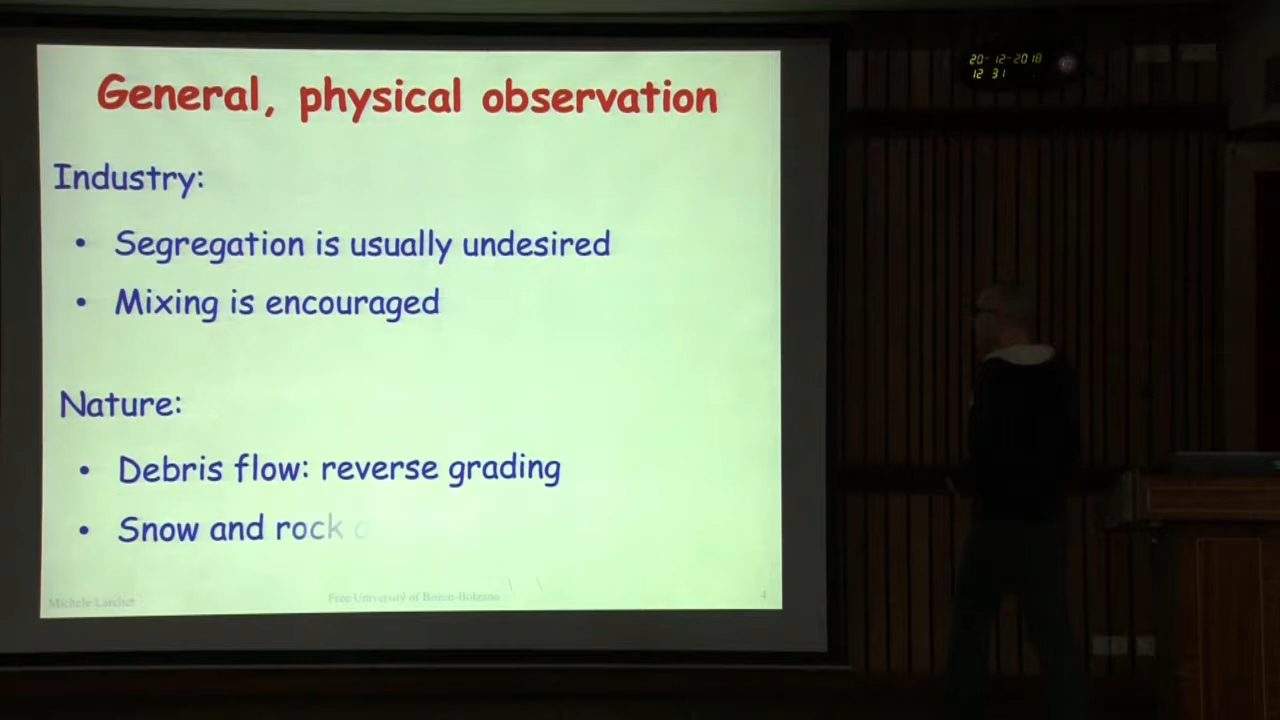 20-12-2018
12 31
General, physical observation
Industry:
• Segregation is usually undesired
• Mixing is encouraged
Nature:
• Debris flow: reverse grading
• Snow and rock
Michele Larcher
Free University of Bozen-Bolzano
4